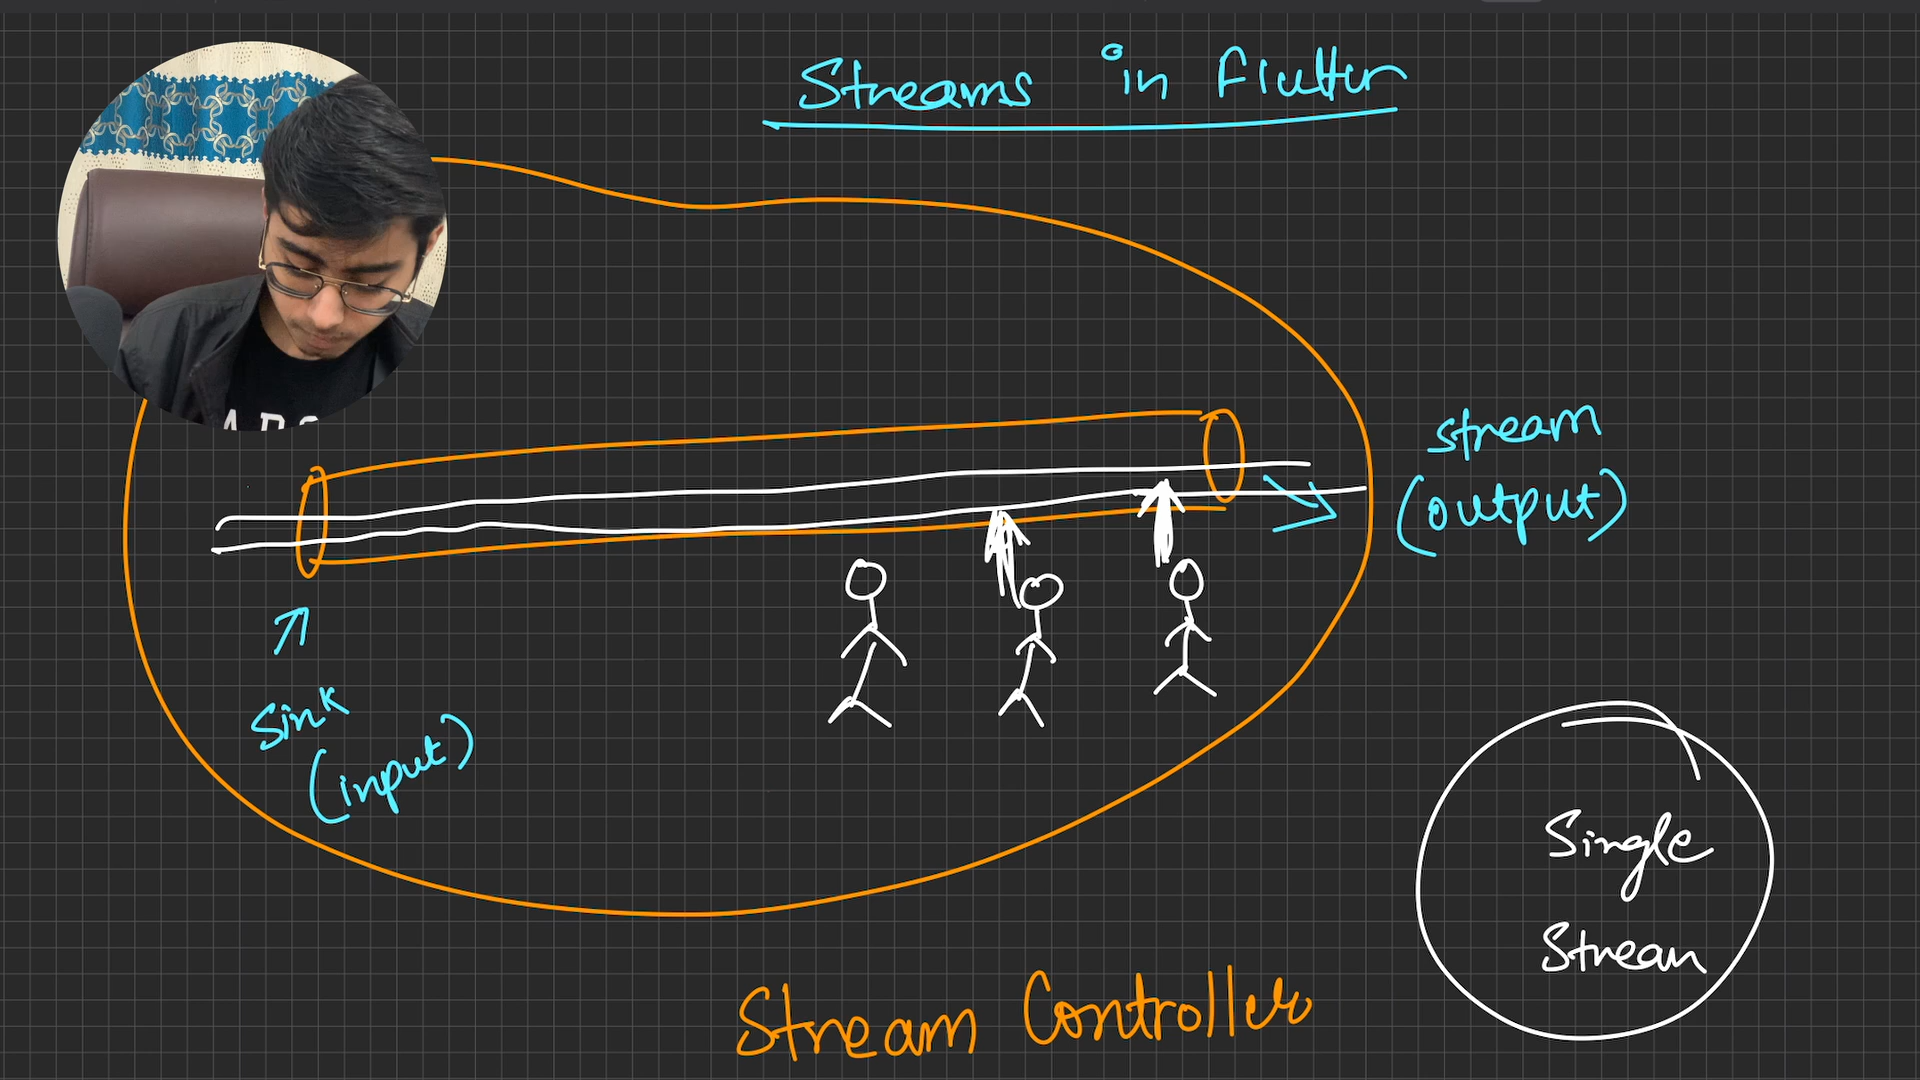 Streams in Flutter
stream
(output)
Sink
(input)
Single
Stream
Stream Controller